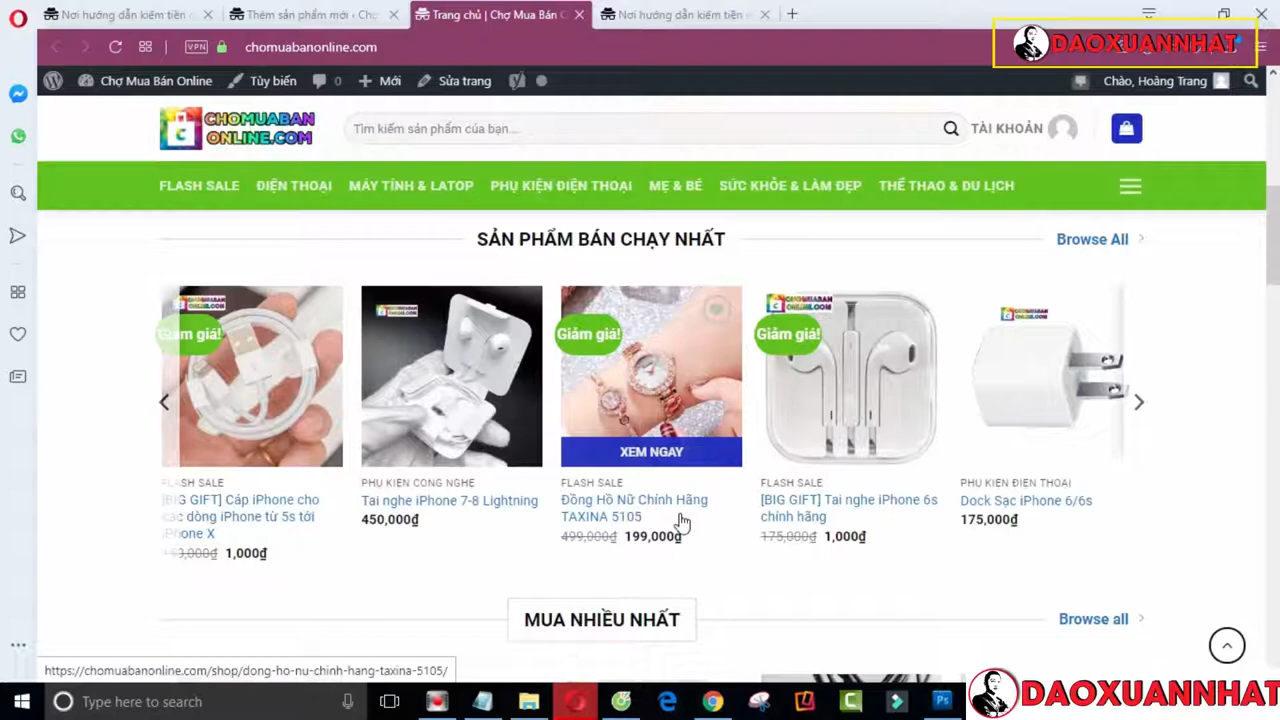 Nơi hướng dẫn kiếm tiền o
Thêm sản phẩm mới ‹ Chợ
Trang chủ | Chợ Mua Bán O
Nơi hướng dẫn kiếm tiền
VPN
chomuabanonline.com
DAOXUANNHAT
Chợ Mua Bán Online
Tùy biến
0
Mới
Sửa trang
Chào, Hoàng Trang
CHOMUABAN
ONLINE.COM
Tìm kiếm sản phẩm của bạn...
TÀI KHOẢN
FLASH SALE
ĐIỆN THOẠI
MÁY TÍNH & LATOP
PHỤ KIỆN ĐIỆN THOẠI
MẸ & BÉ
SỨC KHỎE & LÀM ĐẸP
THỂ THAO & DU LỊCH
SẢN PHẨM BÁN CHẠY NHẤT
Browse All
Giảm giá!
Giảm giá!
Giảm giá!
XEM NGAY
FLASH SALE
[BIG GIFT] Cáp iPhone cho
các dòng iPhone từ 5s tới
iPhone X
1,000₫
PHỤ KIỆN CÔNG NGHỆ
Tai nghe iPhone 7-8 Lightning
450,000₫
FLASH SALE
Đồng Hồ Nữ Chính Hãng
TAXINA 5105
499,000₫ 199,000₫
FLASH SALE
[BIG GIFT] Tai nghe iPhone 6s
chính hãng
175,000₫ 1,000₫
PHỤ KIỆN ĐIỆN THOẠI
Dock Sạc iPhone 6/6s
175,000₫
MUA NHIỀU NHẤT
Browse all
https://chomuabanonline.com/shop/dong-ho-nu-chinh-hang-taxina-5105/
Type here to search
DAOXUANNHAT